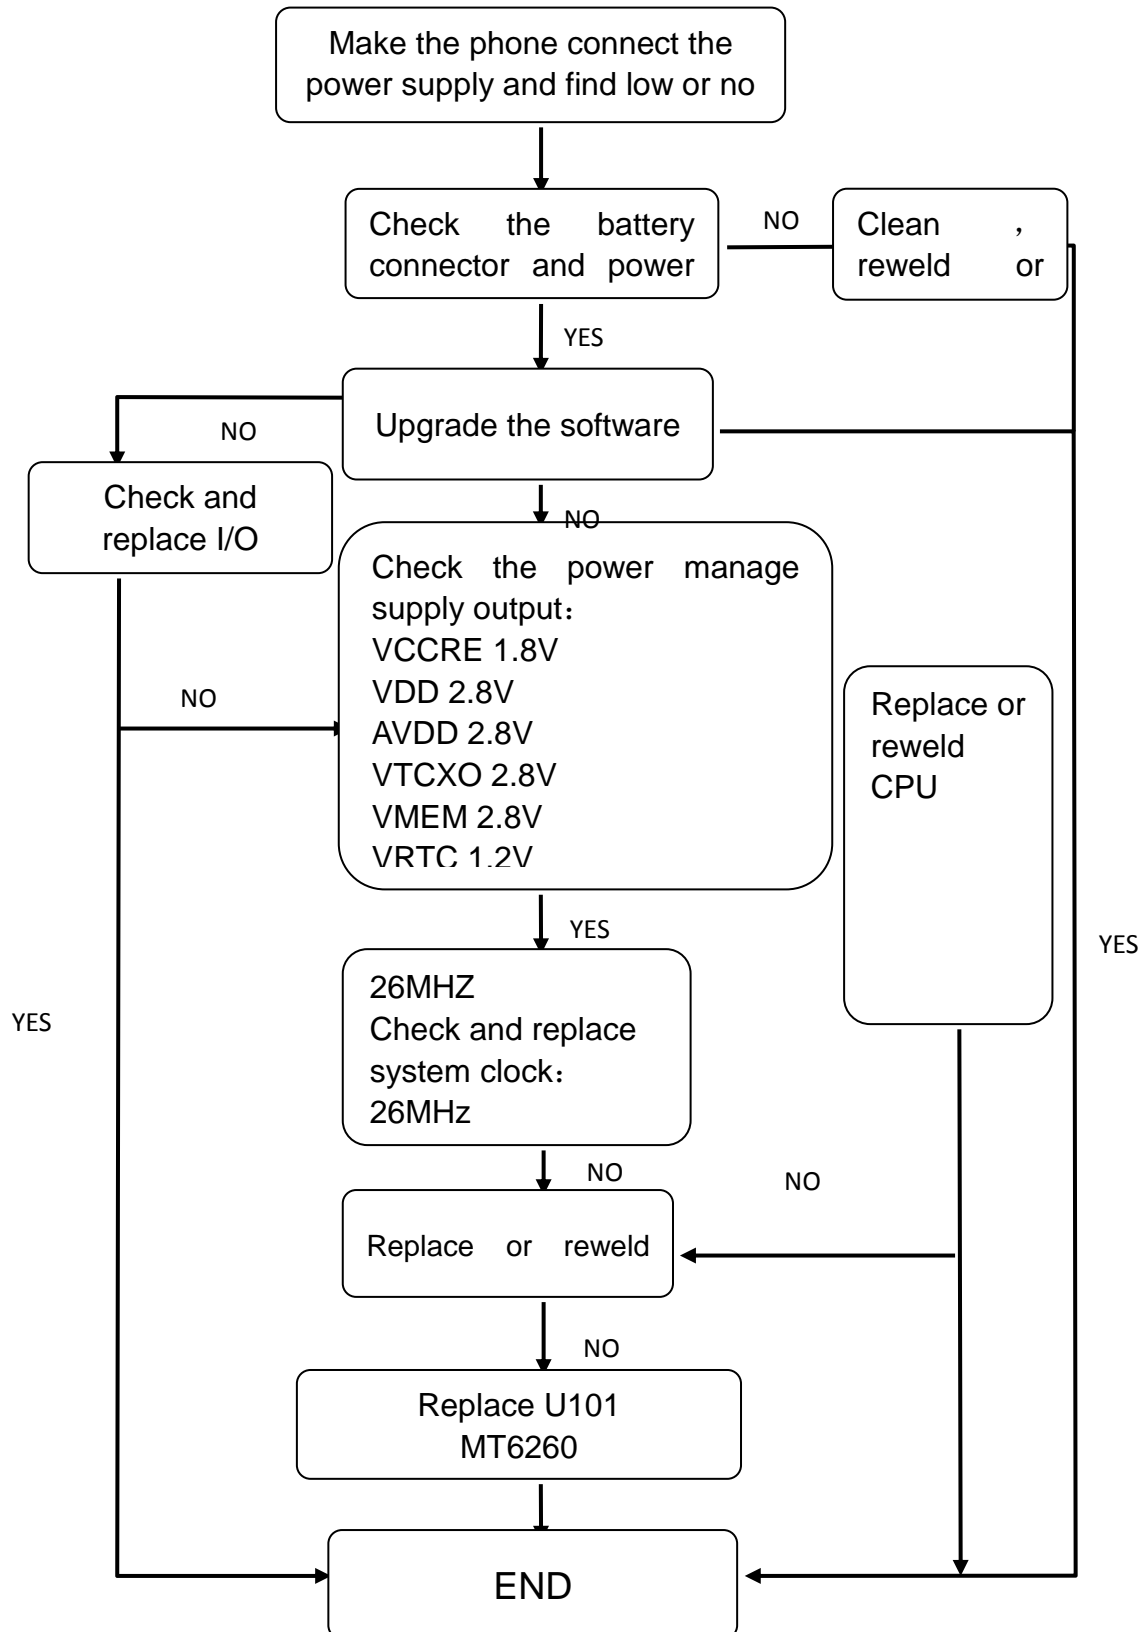 Make the phone connect the
power supply and find low or no
Check the battery
connector and power
NO
Clean ，
reweld or
YES
Upgrade the software
NO
Check and
replace I/O
NO
Check the power manage
supply output：
VCCRE 1.8V
VDD 2.8V
AVDD 2.8V
VTCXO 2.8V
VMEM 2.8V
VRTC 1.2V
NO
Replace or
reweld
CPU
YES
YES
YES
26MHZ
Check and replace
system clock：
26MHz
NO
NO
Replace or reweld
NO
Replace U101
MT6260
END